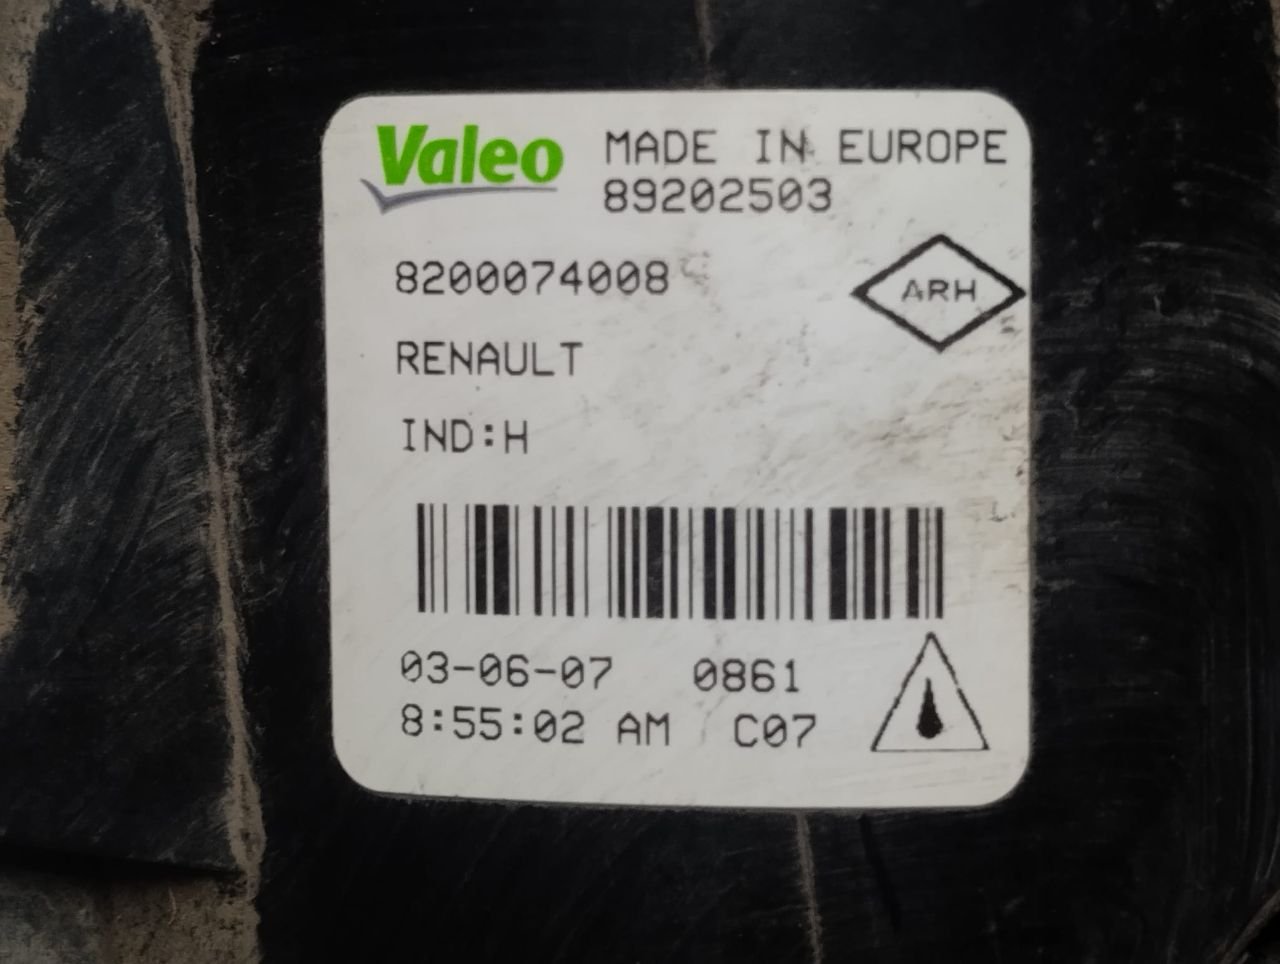 Valeo MADE IN EUROPE
89202503
8200074008
ARH
RENAULT
IND:H
03-06-07 0861
8:55:02 AM C07